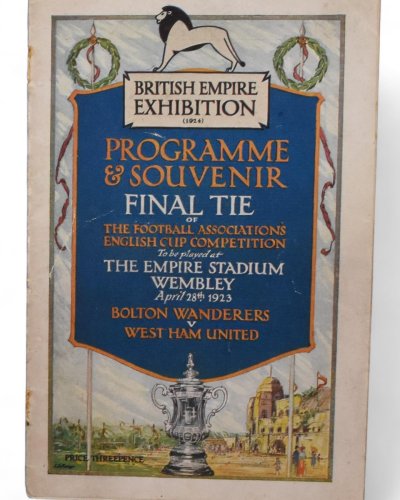 BRITISH EMPIRE
EXHIBITION
(1924)
PROGRAMME
& SOUVENIR
FINAL TIE
OF
THE FOOTBALL ASSOCIATION'S
ENGLISH CUP COMPETITION
To be played at
THE EMPIRE STADIUM
WEMBLEY
April 28th 1923
BOLTON WANDERERS
V
WEST HAM UNITED
PRICE THREEPENCE